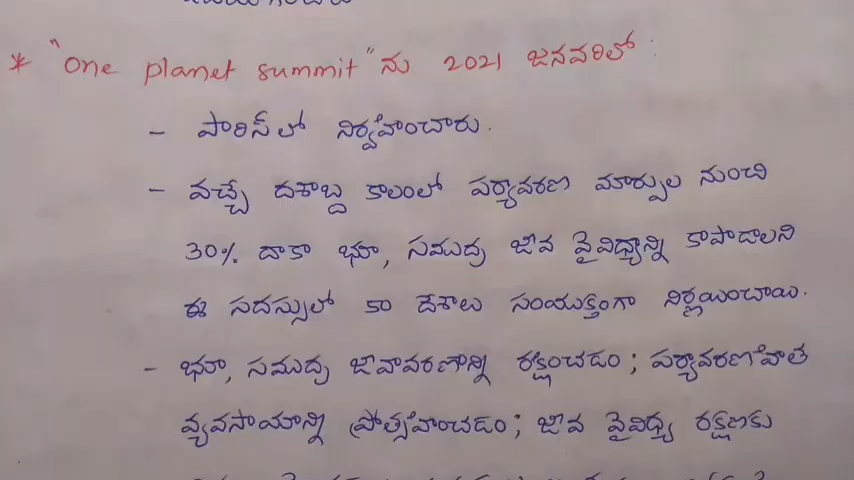 * "One planet summit" ను 2021 జనవరిలో :
- పారిస్ లో నిర్వహించారు.
- వచ్చే దశాబ్ద కాలంలో పర్యావరణ మార్పుల నుంచి
30% దాకా భూ, సముద్ర జీవ వైవిధ్యాన్ని కాపాడాలని
ఈ సదస్సులో 50 దేశాలు సంయుక్తంగా నిర్ణయించాయి.
- భూ, సముద్ర జీవావరణాన్ని రక్షించడం ; పర్యావరణహిత
వ్యవసాయాన్ని ప్రోత్సహించడం ; జీవ వైవిధ్య రక్షణకు